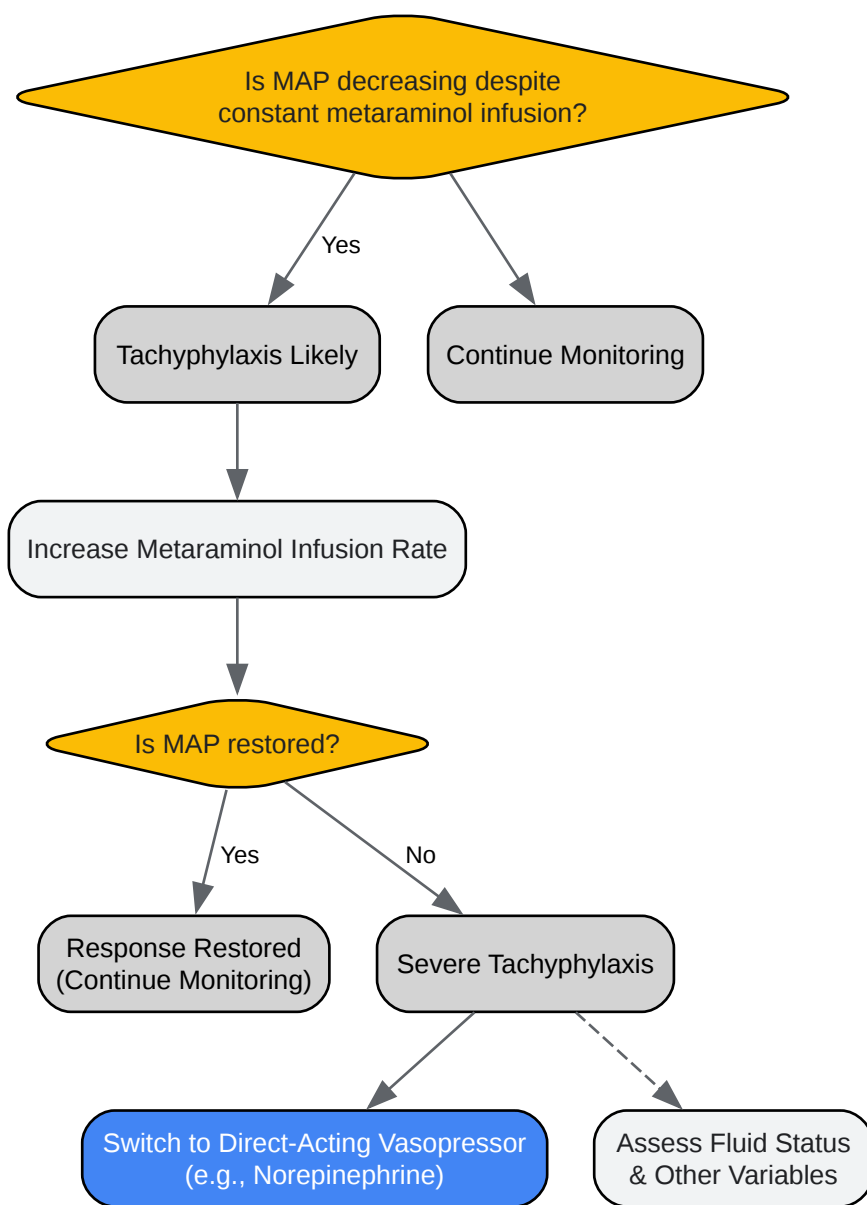 Is MAP decreasing despite
constant metaraminol infusion?
Yes
Tachyphylaxis Likely
Continue Monitoring
Increase Metaraminol Infusion Rate
Is MAP restored?
Yes
No
Response Restored
(Continue Monitoring)
Severe Tachyphylaxis
Switch to Direct-Acting Vasopressor
(e.g., Norepinephrine)
Assess Fluid Status
& Other Variables